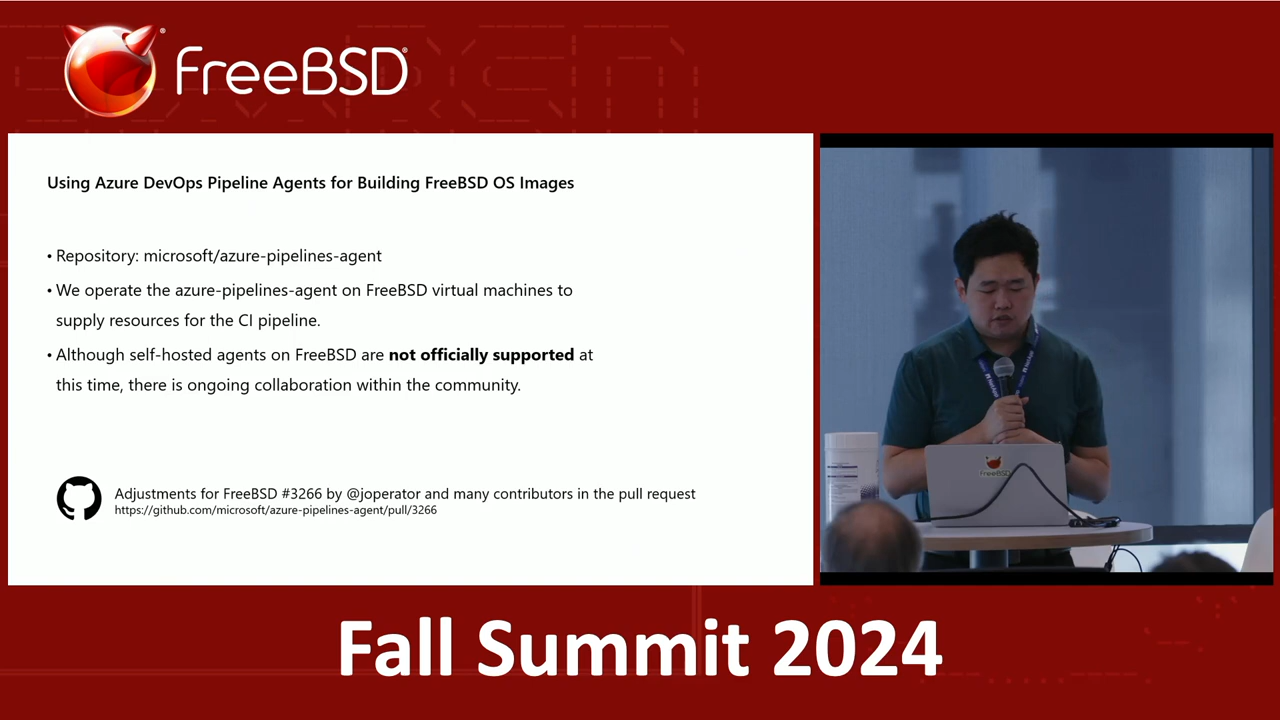 FreeBSD
Using Azure DevOps Pipeline Agents for Building FreeBSD OS Images
• Repository: microsoft/azure-pipelines-agent
• We operate the azure-pipelines-agent on FreeBSD virtual machines to
supply resources for the CI pipeline.
• Although self-hosted agents on FreeBSD are not officially supported at
this time, there is ongoing collaboration within the community.
Adjustments for FreeBSD #3266 by @joperator and many contributors in the pull request
https://github.com/microsoft/azure-pipelines-agent/pull/3266
FreeBSD
Fall Summit 2024